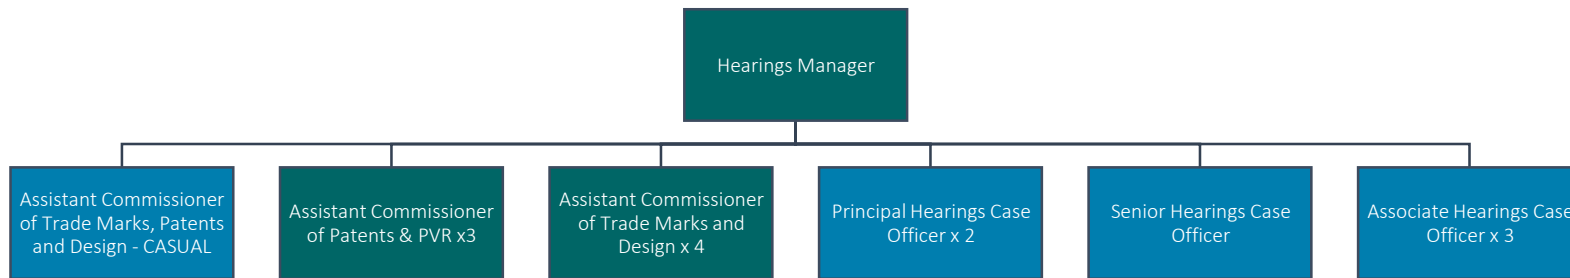 Hearings Manager
Assistant Commissioner
of Trade Marks, Patents
and Design - CASUAL
Assistant Commissioner
of Patents & PVR x3
Assistant Commissioner
of Trade Marks and
Design x 4
Principal Hearings Case
Officer x 2
Senior Hearings Case
Officer
Associate Hearings Case
Officer x 3